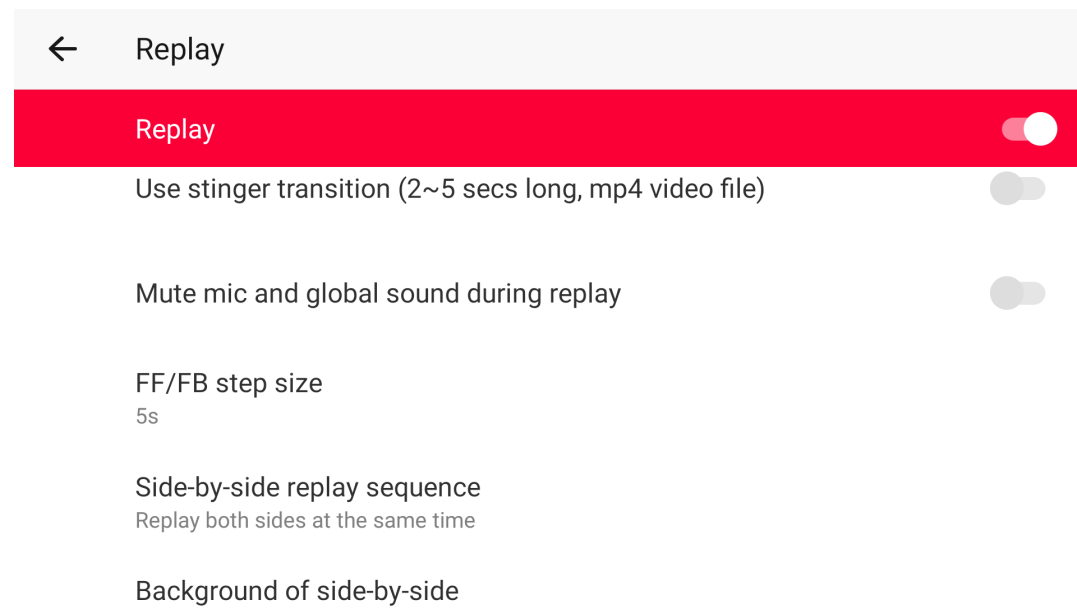 Replay
Replay
Use stinger transition (2~5 secs long, mp4 video file)
Mute mic and global sound during replay
FF/FB step size
5s
Side-by-side replay sequence
Replay both sides at the same time
Background of side-by-side